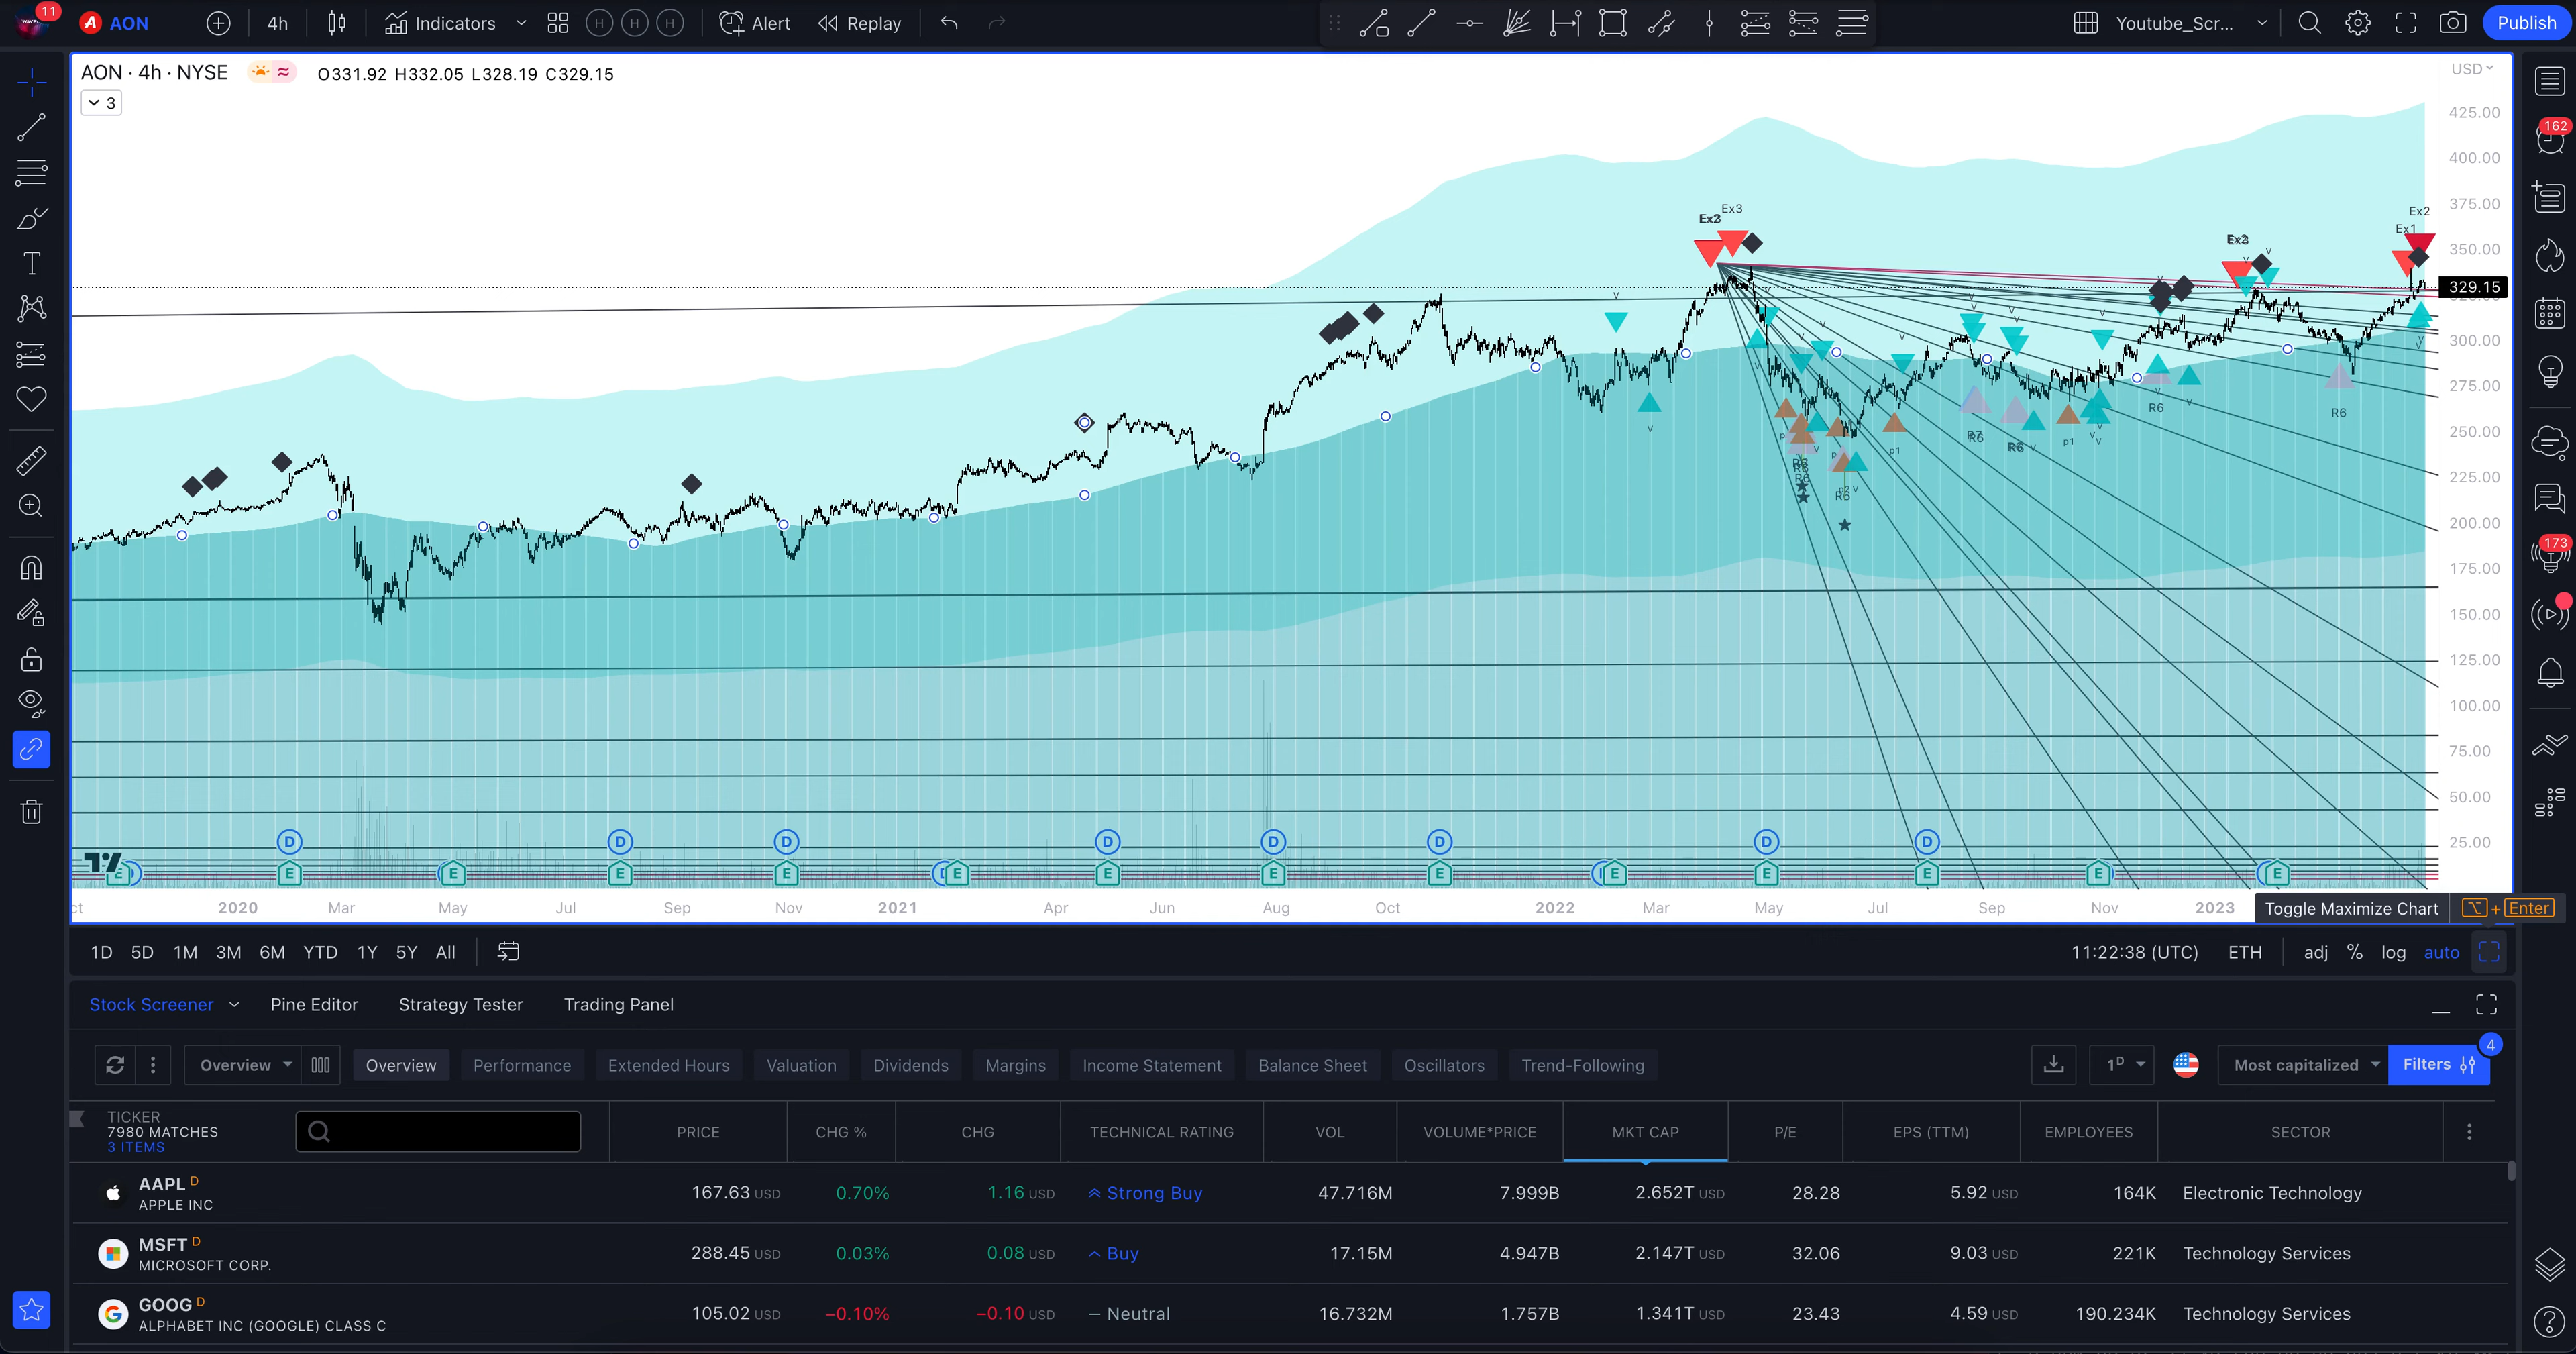 11
AON
4h
Indicators
H H H
Alert
Replay
Youtube_Scr...
Publish
AON · 4h · NYSE O331.92 H332.05 L328.19 C329.15
3
USD
425.00
400.00
375.00
350.00
329.15
300.00
275.00
250.00
225.00
200.00
175.00
150.00
125.00
100.00
75.00
50.00
25.00
Ex3
Ex2
Ex1
R6
R6
p1
p1
R6
R6
D D D D D D D D
E E E E E E E E E E E E E E
2020 Mar May Jul Sep Nov 2021 Apr Jun Aug Oct 2022 Mar May Jul Sep Nov 2023
Toggle Maximize Chart ⌥ + Enter
162
173
1D 5D 1M 3M 6M YTD 1Y 5Y All
11:22:38 (UTC) ETH adj % log auto
Stock Screener Pine Editor Strategy Tester Trading Panel
Overview Overview Performance Extended Hours Valuation Dividends Margins Income Statement Balance Sheet Oscillators Trend-Following
1D Most capitalized Filters 4
TICKER
7980 MATCHES
3 ITEMS
PRICE CHG % CHG TECHNICAL RATING VOL VOLUME*PRICE MKT CAP P/E EPS (TTM) EMPLOYEES SECTOR
AAPL D
APPLE INC
167.63 USD 0.70% 1.16 USD Strong Buy 47.716M 7.999B 2.652T USD 28.28 5.92 USD 164K Electronic Technology
MSFT D
MICROSOFT CORP.
288.45 USD 0.03% 0.08 USD Buy 17.15M 4.947B 2.147T USD 32.06 9.03 USD 221K Technology Services
GOOG D
ALPHABET INC (GOOGLE) CLASS C
105.02 USD −0.10% −0.10 USD — Neutral 16.732M 1.757B 1.341T USD 23.43 4.59 USD 190.234K Technology Services